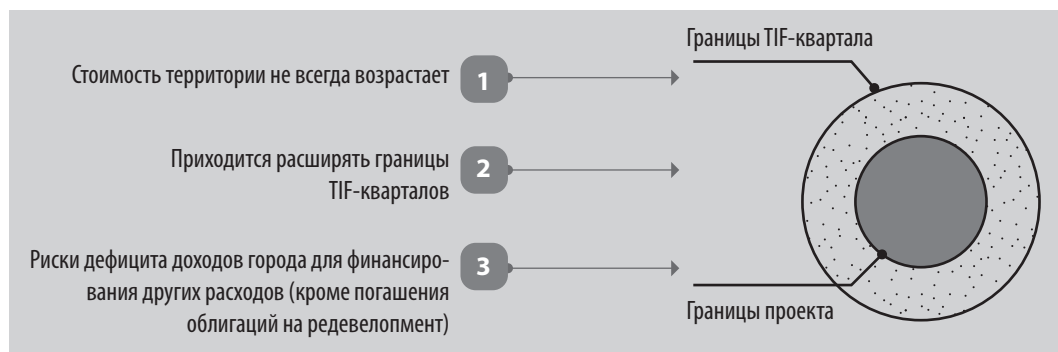 Границы TIF-квартала
Стоимость территории не всегда возрастает
1
Приходится расширять границы
TIF-кварталов
2
Риски дефицита доходов города для финансиро-
вания других расходов (кроме погашения
облигаций на редевелопмент)
3
Границы проекта